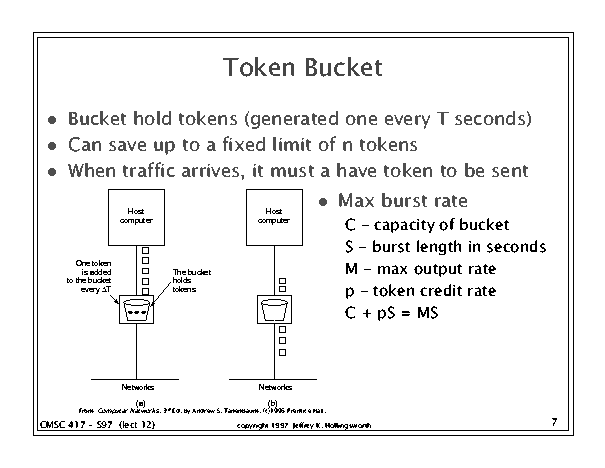 Token Bucket
● Bucket hold tokens (generated one every T seconds)
● Can save up to a fixed limit of n tokens
● When traffic arrives, it must a have token to be sent
● Max burst rate
C – capacity of bucket
S – burst length in seconds
M – max output rate
p – token credit rate
C + pS = MS
Host
computer
One token
is added
to the bucket
every ΔT
The bucket
holds
tokens
Networks
(a)
Host
computer
Networks
(b)
From: Computer Networks, 3rd Ed. by Andrew S. Tanenbaum, (c)1996 Prentice Hall.
CMSC 417 – S97 (lect 12)
copyright 1997 Jeffrey K. Hollingsworth
7